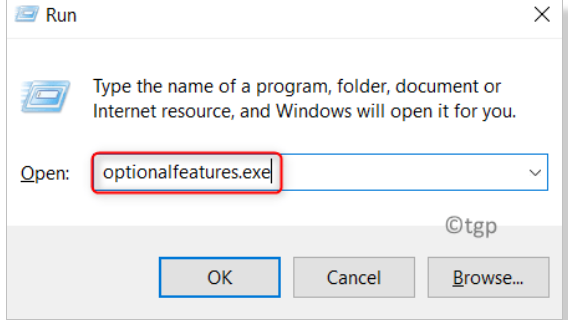 Run
Type the name of a program, folder, document or
Internet resource, and Windows will open it for you.
Open: optionalfeatures.exe
©tgp
OK Cancel Browse...